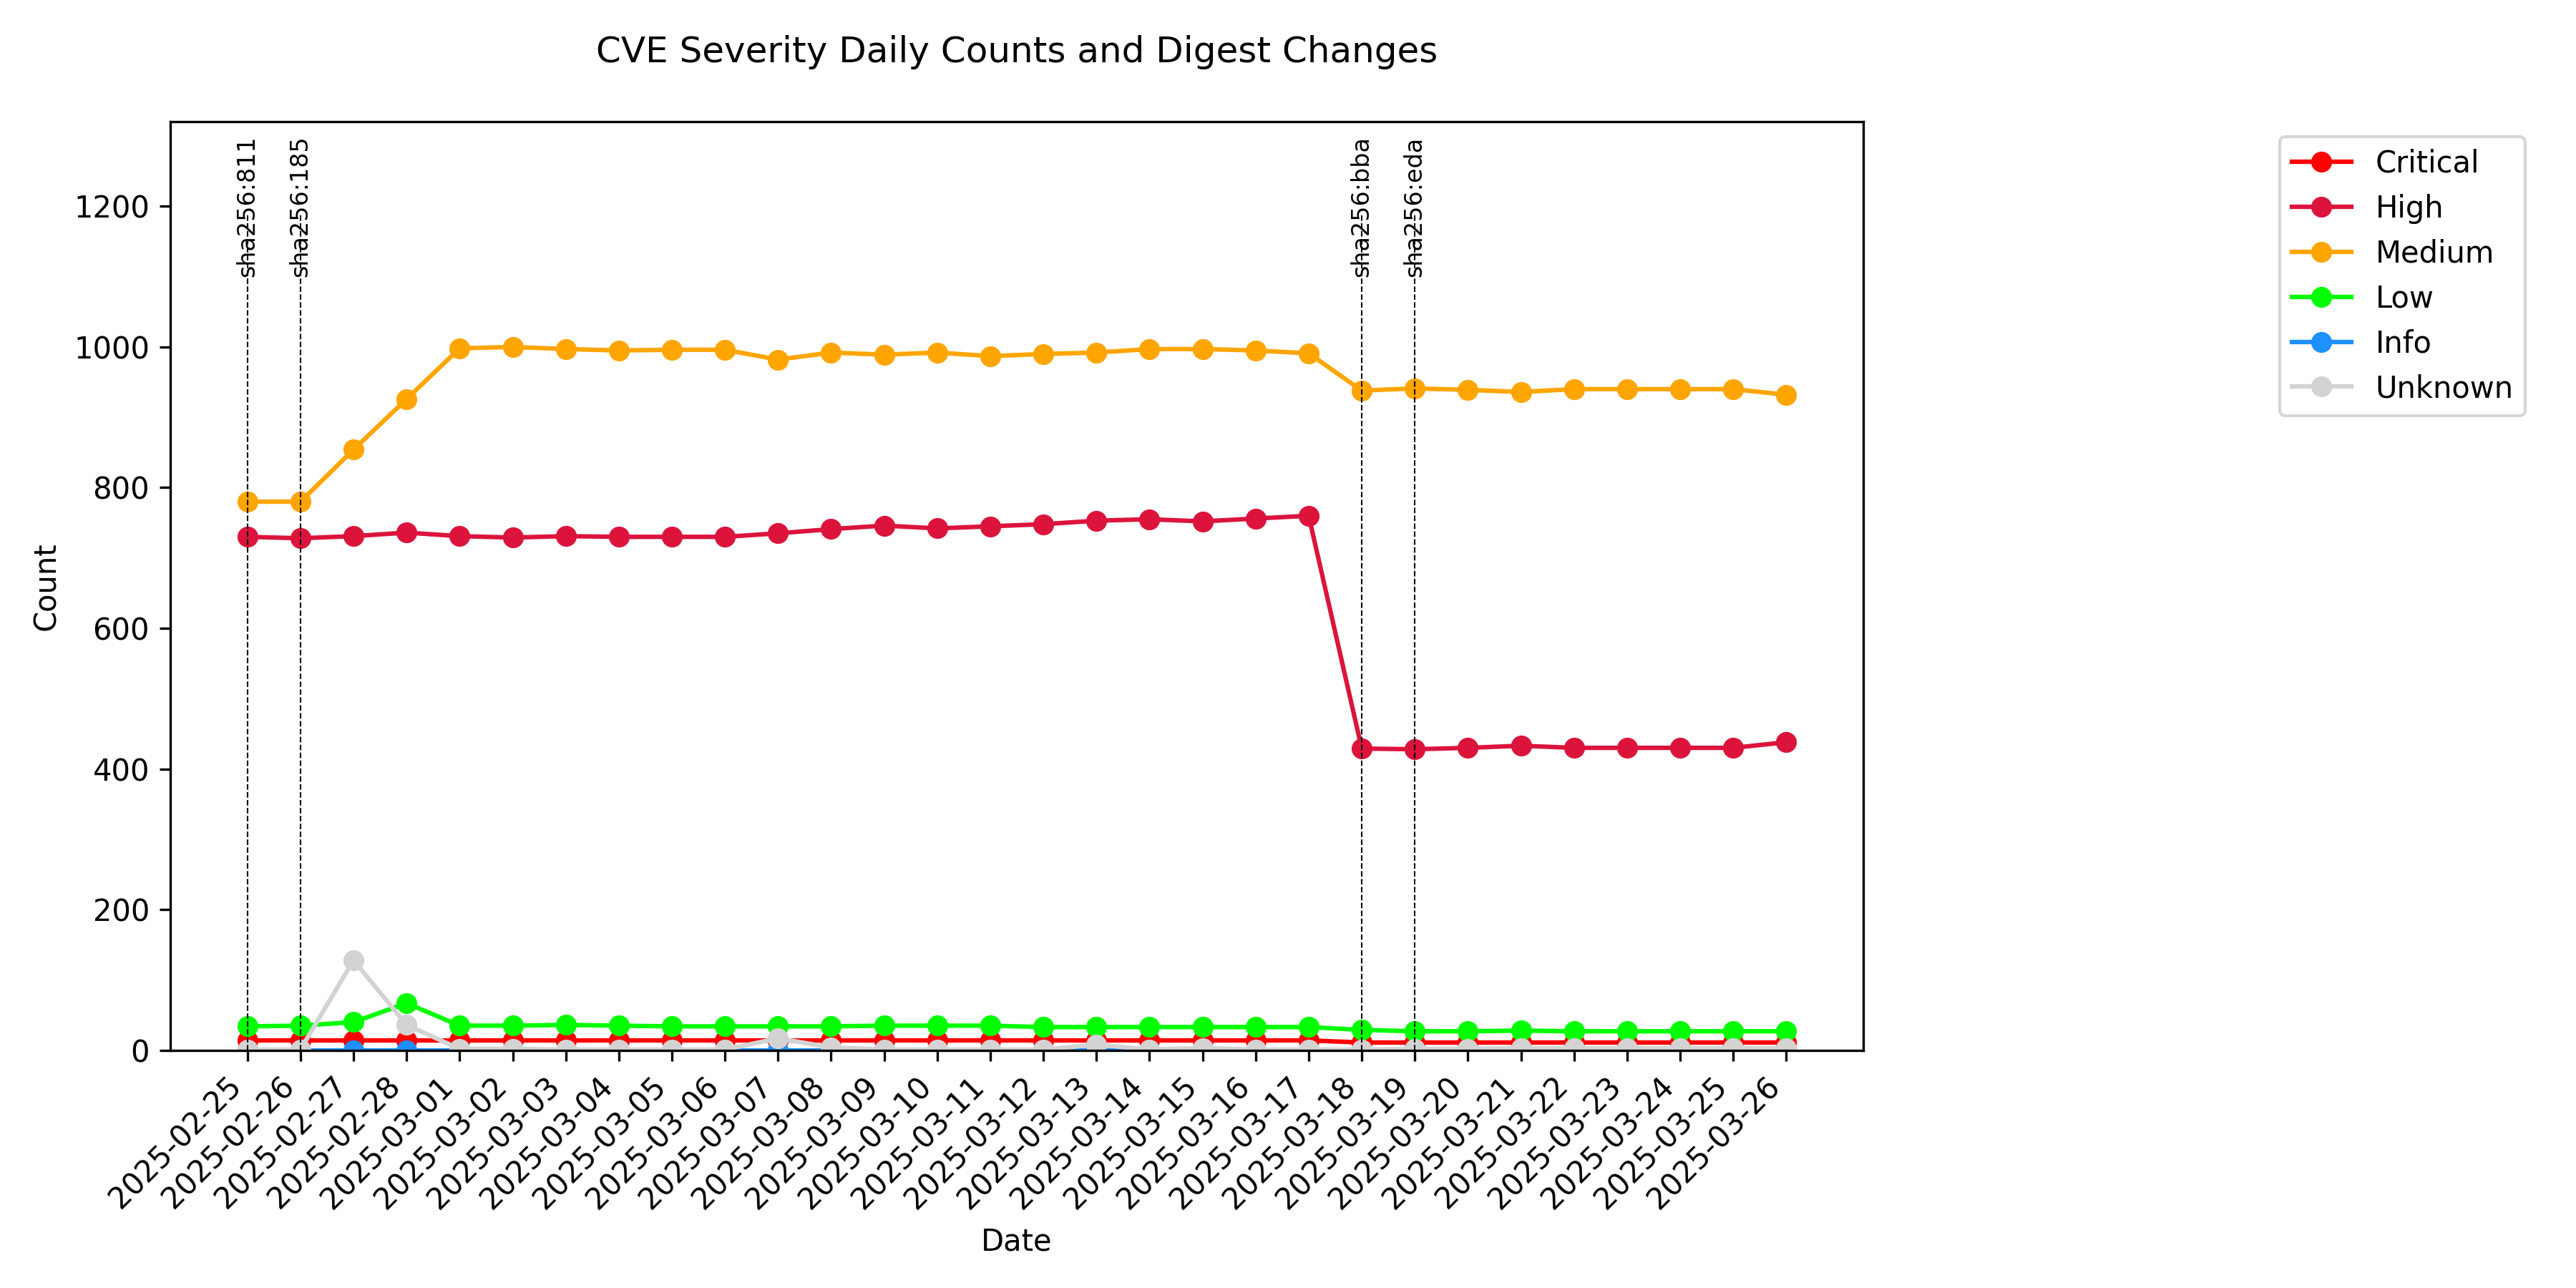 CVE Severity Daily Counts and Digest Changes
sha256:811
sha256:185
sha256:bba
sha256:eda
Critical
High
Medium
Low
Info
Unknown
1200
1000
800
600
400
200
0
Count
2025-02-25
2025-02-26
2025-02-27
2025-02-28
2025-03-01
2025-03-02
2025-03-03
2025-03-04
2025-03-05
2025-03-06
2025-03-07
2025-03-08
2025-03-09
2025-03-10
2025-03-11
2025-03-12
2025-03-13
2025-03-14
2025-03-15
2025-03-16
2025-03-17
2025-03-18
2025-03-19
2025-03-20
2025-03-21
2025-03-22
2025-03-23
2025-03-24
2025-03-25
2025-03-26
Date